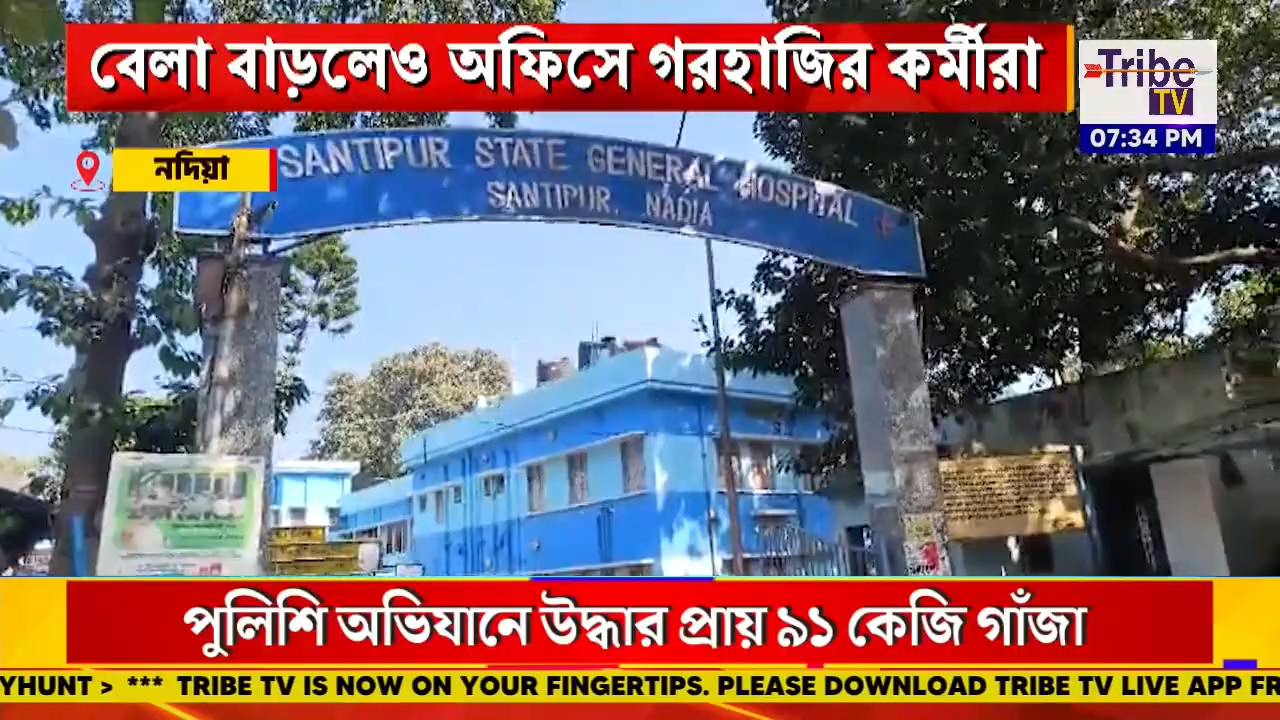 বেলা বাড়লেও অফিসে গরহাজির কর্মীরা
Tribe
TV
07:34 PM
নদিয়া
SANTIPUR STATE GENERAL HOSPITAL
SANTIPUR, NADIA
পুলিশি অভিযানে উদ্ধার প্রায় ৯১ কেজি গাঁজা
YHUNT > *** TRIBE TV IS NOW ON YOUR FINGERTIPS. PLEASE DOWNLOAD TRIBE TV LIVE APP FR